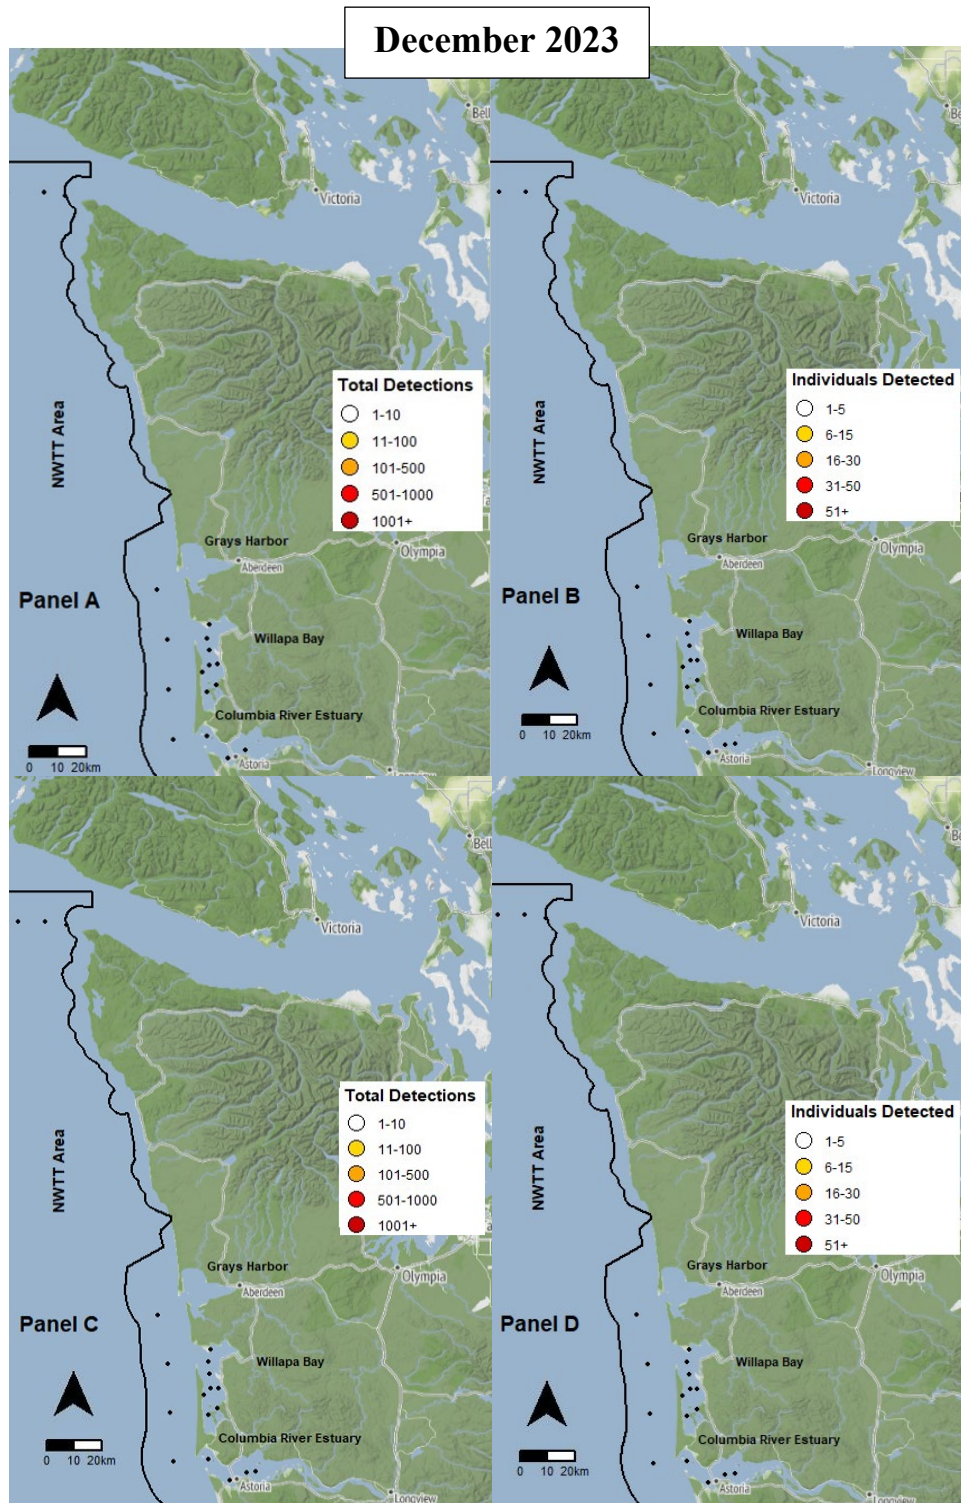 December 2023
Bel
Victoria
NWTT Area
Total Detections
1-10
11-100
101-500
501-1000
1001+
Grays Harbor
Aberdeen
Olympia
Panel A
Willapa Bay
Columbia River Estuary
0 10 20km
Astoria
Longview
Be
Victoria
NWTT Area
Individuals Detected
1-5
6-15
16-30
31-50
51+
Grays Harbor
Aberdeen
Olympia
Panel B
Willapa Bay
Columbia River Estuary
0 10 20km
Astoria
Longview
Bel
Victoria
NWTT Area
Total Detections
1-10
11-100
101-500
501-1000
1001+
Grays Harbor
Aberdeen
Olympia
Panel C
Willapa Bay
Columbia River Estuary
0 10 20km
Astoria
Longview
Be
Victoria
NWTT Area
Individuals Detected
1-5
6-15
16-30
31-50
51+
Grays Harbor
Aberdeen
Olympia
Panel D
Willapa Bay
Columbia River Estuary
0 10 20km
Astoria
Longview